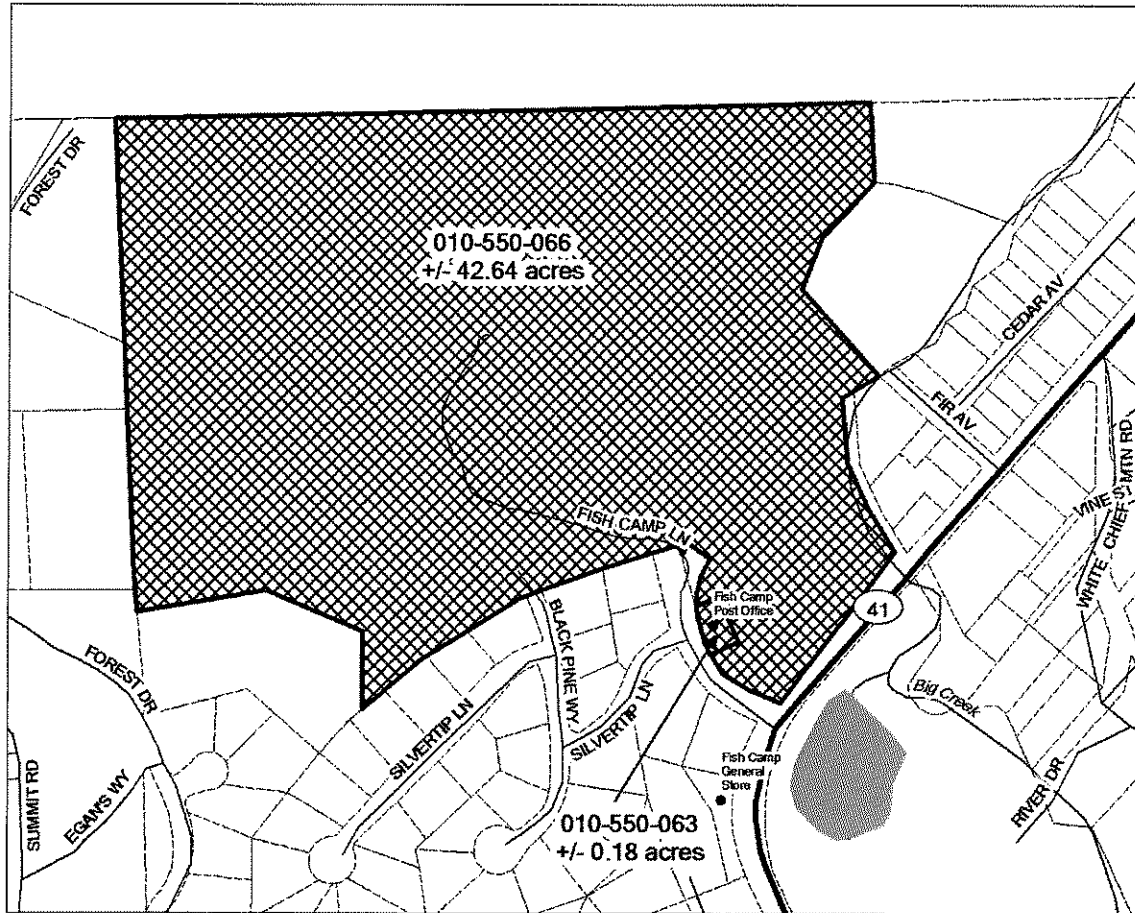 FOREST DR
010-550-066
+/- 42.64 acres
CEDAR AV
FIR AV
MTN RD
VINE ST
WHITE CHIEF
FISH CAMP LN
Fish Camp
Post Office
41
BLACK PINE WY
FOREST DR
SILVERTIP LN
SILVERTIP LN
Big Creek
SUMMIT RD
EGAN'S WY
Fish Camp
General
Store
RIVER DR
010-550-063
+/- 0.18 acres